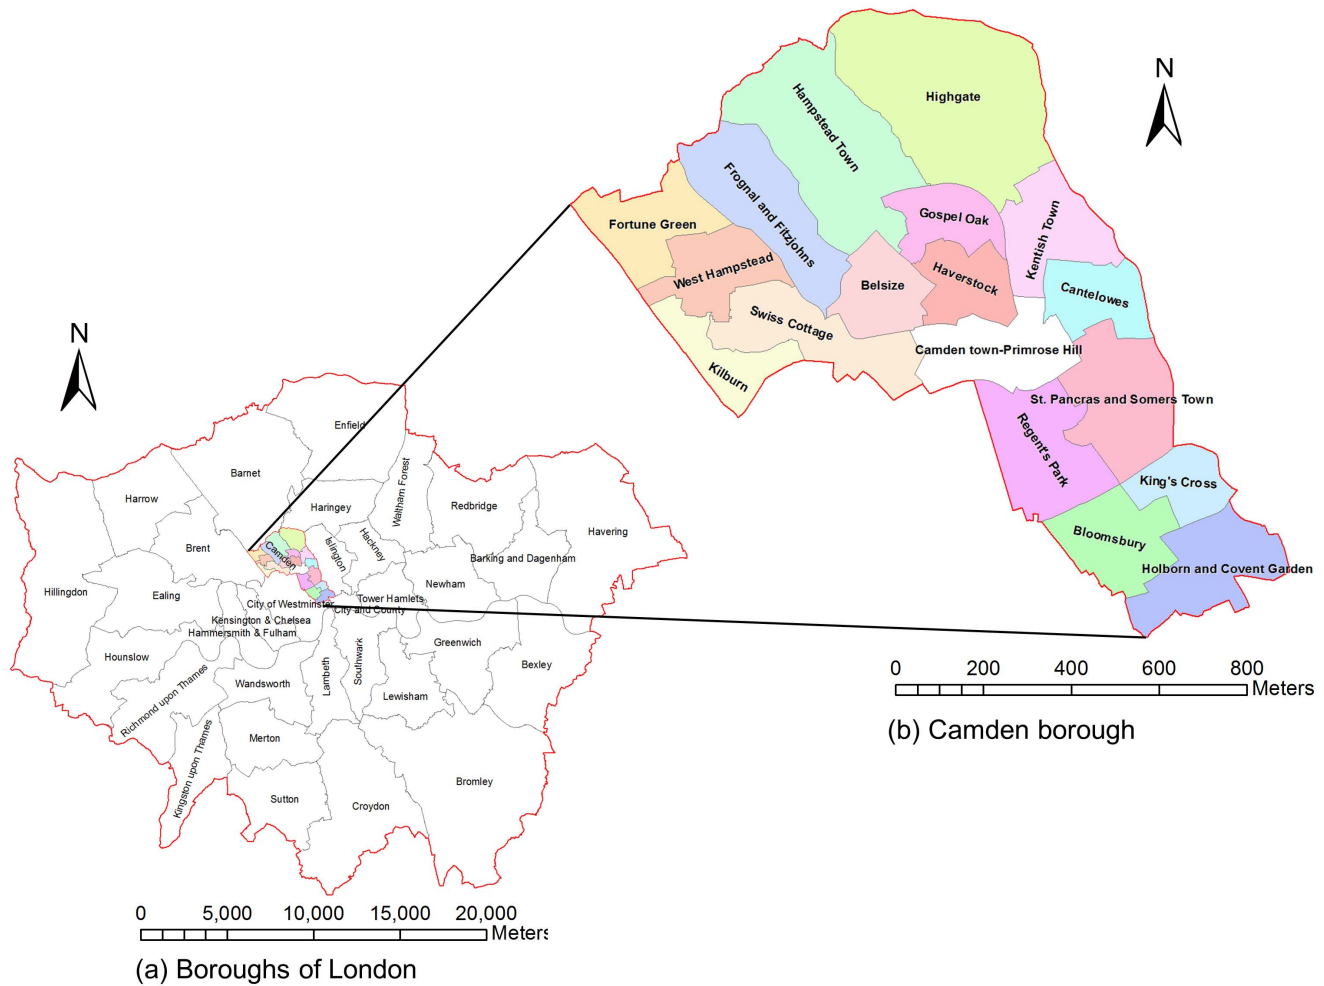 N
Highgate
Hampstead Town
Frognal and Fitzjohns
Gospel Oak
Kentish Town
Fortune Green
West Hampstead
Belsize
Haverstock
Cantelowes
Swiss Cottage
Camden town-Primrose Hill
Kilburn
St. Pancras and Somers Town
Regent's Park
King's Cross
Bloomsbury
Holborn and Covent Garden
0 200 400 600 800
Meters
(b) Camden borough
N
Enfield
Barnet
Harrow
Haringey
Waltham Forest
Redbridge
Havering
Brent
Camden
Islington
Hackney
Barking and Dagenham
Hillingdon
Ealing
Newham
City of Westminster
Tower Hamlets
City and County
Kensington & Chelsea
Hammersmith & Fulham
Greenwich
Hounslow
Bexley
Richmond upon Thames
Wandsworth
Lambeth
Southwark
Lewisham
Kingston upon Thames
Merton
Bromley
Sutton
Croydon
0 5,000 10,000 15,000 20,000
Meters
(a) Boroughs of London